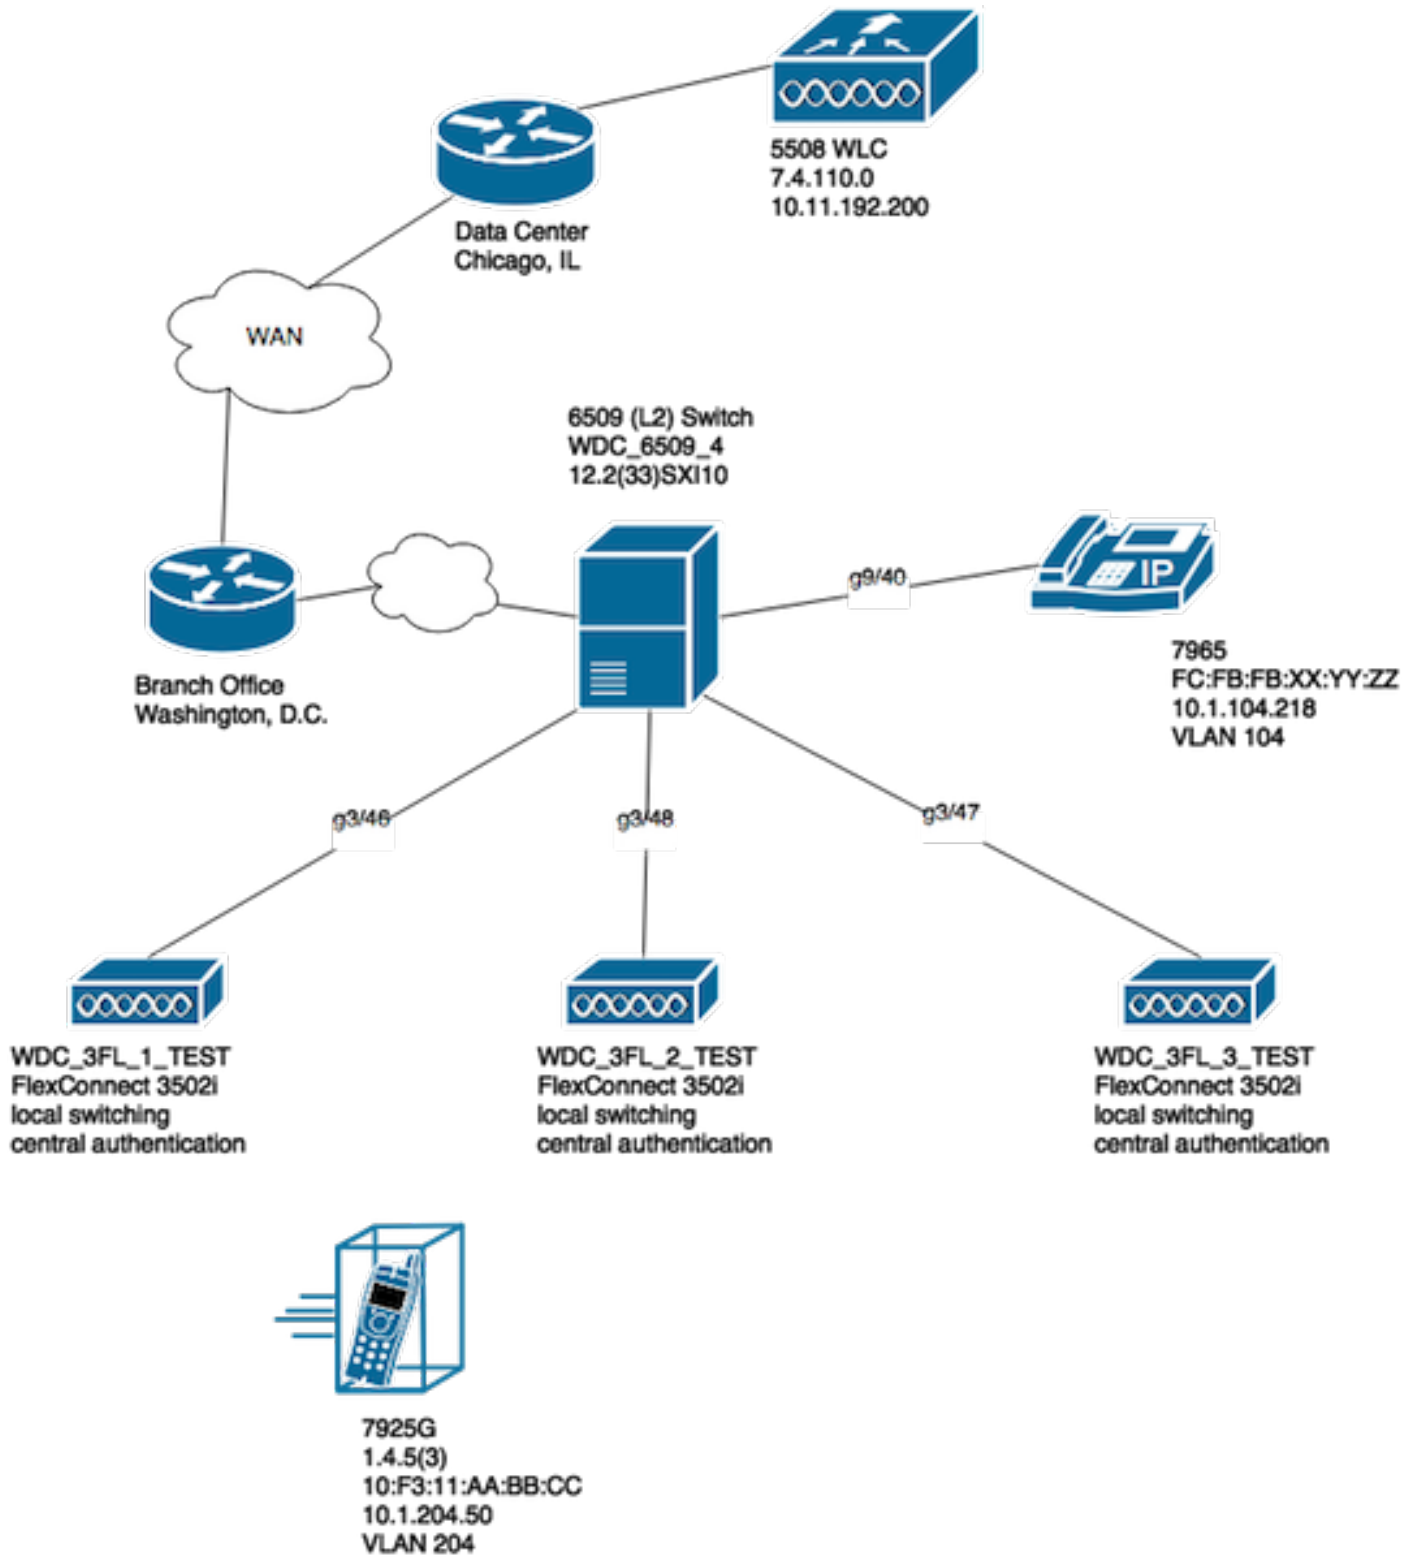 5508 WLC
7.4.110.0
10.11.192.200
Data Center
Chicago, IL
WAN
6509 (L2) Switch
WDC_6509_4
12.2(33)SXI10
g9/40
IP
7965
FC:FB:FB:XX:YY:ZZ
10.1.104.218
VLAN 104
Branch Office
Washington, D.C.
g3/46
g3/48
g3/47
WDC_3FL_1_TEST
FlexConnect 3502i
local switching
central authentication
WDC_3FL_2_TEST
FlexConnect 3502i
local switching
central authentication
WDC_3FL_3_TEST
FlexConnect 3502i
local switching
central authentication
7925G
1.4.5(3)
10:F3:11:AA:BB:CC
10.1.204.50
VLAN 204